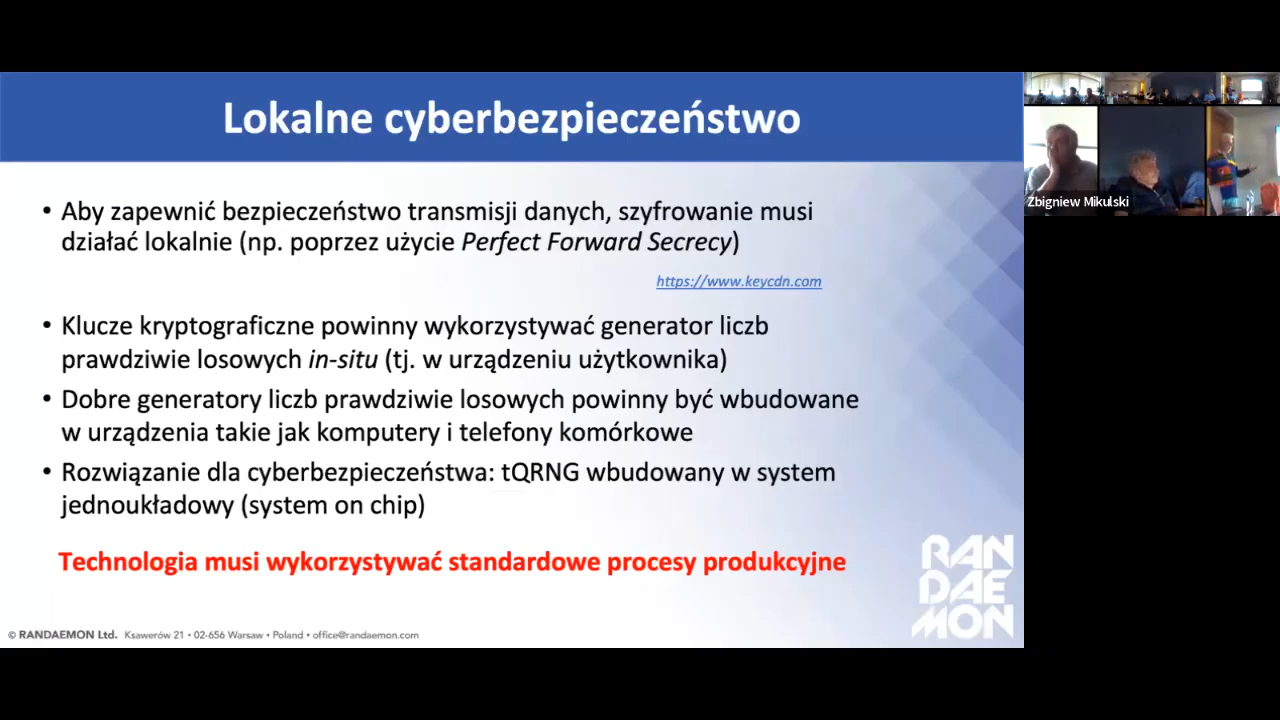 Lokalne cyberbezpieczeństwo
• Aby zapewnić bezpieczeństwo transmisji danych, szyfrowanie musi
działać lokalnie (np. poprzez użycie Perfect Forward Secrecy)
https://www.keycdn.com
• Klucze kryptograficzne powinny wykorzystywać generator liczb
prawdziwie losowych in-situ (tj. w urządzeniu użytkownika)
• Dobre generatory liczb prawdziwie losowych powinny być wbudowane
w urządzenia takie jak komputery i telefony komórkowe
• Rozwiązanie dla cyberbezpieczeństwa: tQRNG wbudowany w system
jednoukładowy (system on chip)
Technologia musi wykorzystywać standardowe procesy produkcyjne
RAN
DAE
MON
© RANDAEMON Ltd. Ksawerów 21 • 02-656 Warsaw • Poland • office@randaemon.com
Zbigniew Mikulski